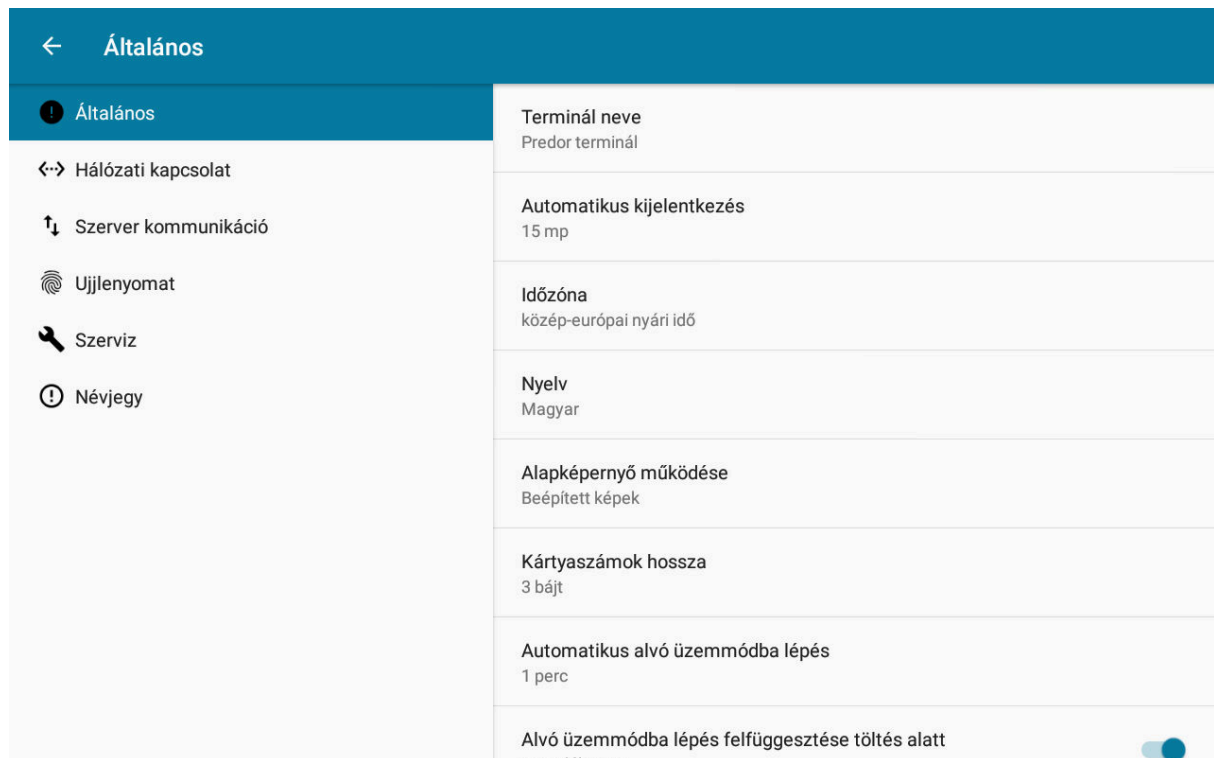 Általános
Általános
Hálózati kapcsolat
Szerver kommunikáció
Ujjlenyomat
Szerviz
Névjegy
Terminál neve
Predor terminál
Automatikus kijelentkezés
15 mp
Időzóna
közép-európai nyári idő
Nyelv
Magyar
Alapképernyő működése
Beépített képek
Kártyaszámok hossza
3 bájt
Automatikus alvó üzemmódba lépés
1 perc
Alvó üzemmódba lépés felfüggesztése töltés alatt